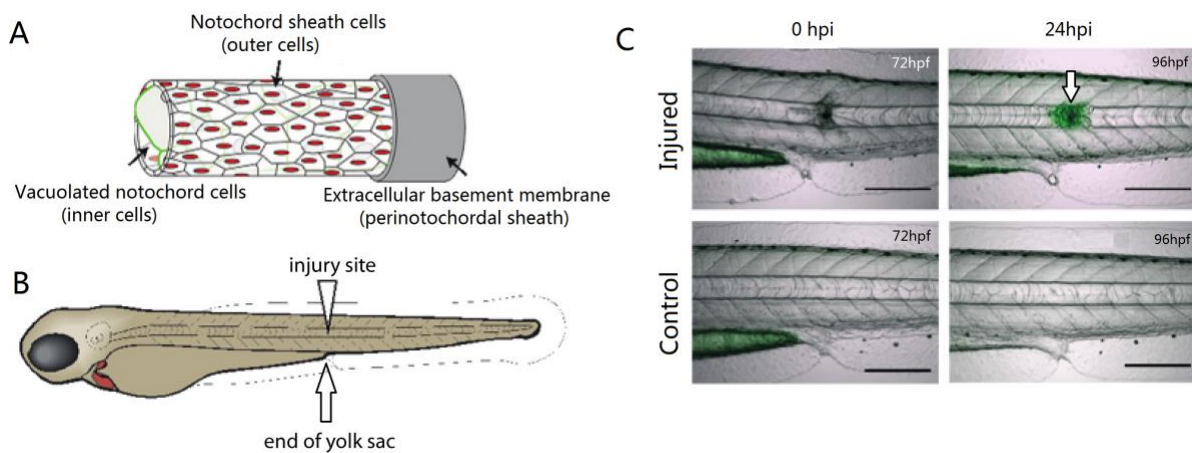 A
Notochord sheath cells
(outer cells)
Vacuolated notochord cells
(inner cells)
Extracellular basement membrane
(perinotochordal sheath)
B
injury site
end of yolk sac
C
0 hpi
24hpi
Injured
72hpf
96hpf
Control
72hpf
96hpf